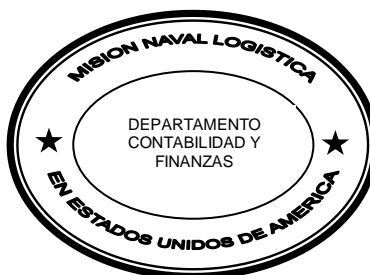 MISION NAVAL LOGISTICA
DEPARTAMENTO
CONTABILIDAD Y
FINANZAS
EN ESTADOS UNIDOS DE AMERICA